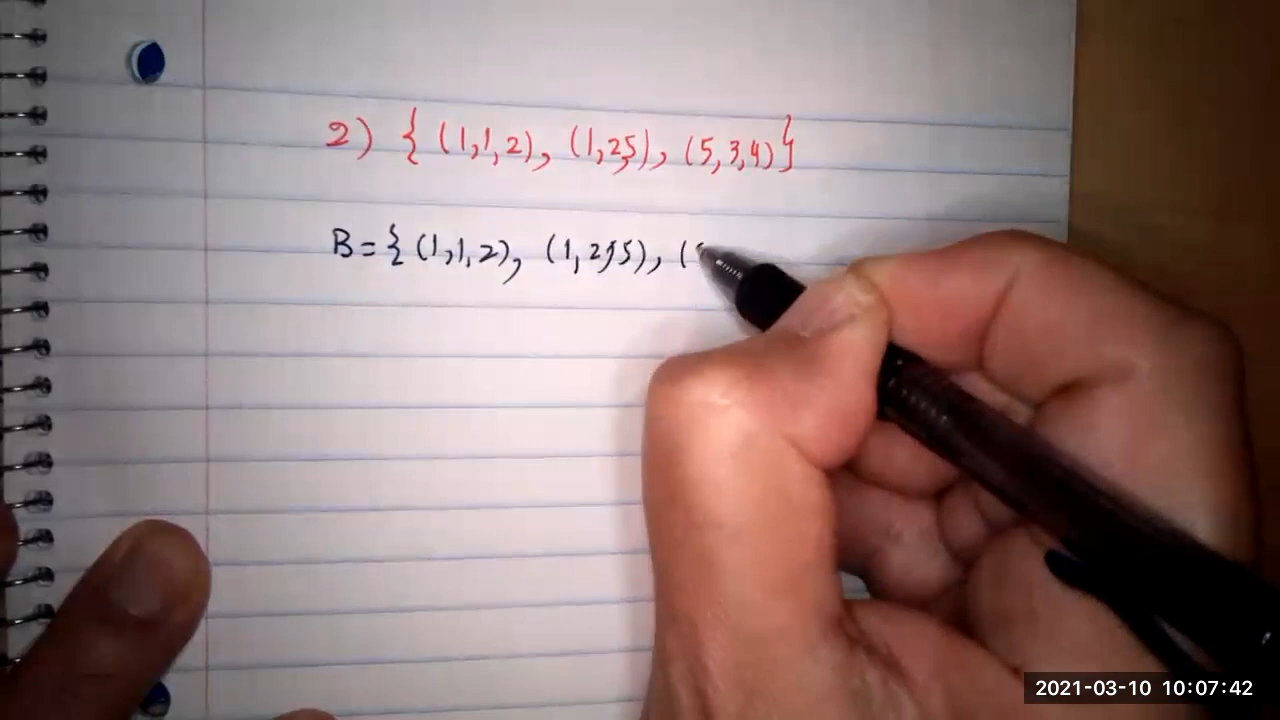 2) { (1,1,2), (1,2,5), (5,3,4)}
B = { (1,1,2), (1,2,5), (5
2021-03-10 10:07:42